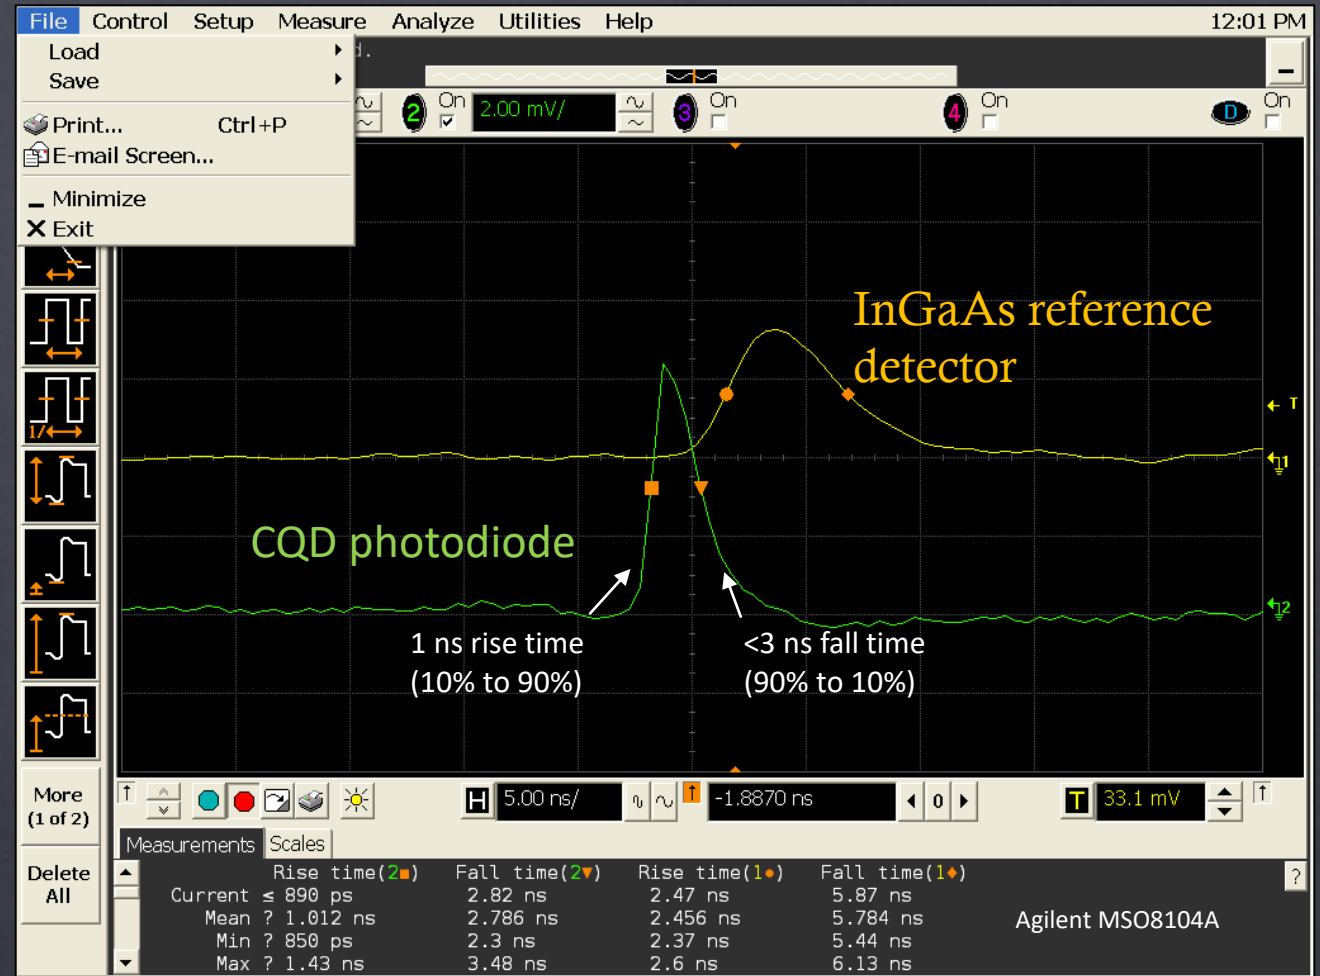 File Control Setup Measure Analyze Utilities Help 12:01 PM
Load
Save
Print... Ctrl+P
E-mail Screen...
Minimize
Exit
2 On 2.00 mV/ 3 On 4 On D On
InGaAs reference
detector
T
1
CQD photodiode
2
1 ns rise time
(10% to 90%)
<3 ns fall time
(90% to 10%)
1/
More
(1 of 2)
Delete
All
H 5.00 ns/ -1.8870 ns 0 T 33.1 mV
Measurements Scales
Rise time(2■) Fall time(2▼) Rise time(1●) Fall time(1◆) ?
Current ≤ 890 ps 2.82 ns 2.47 ns 5.87 ns
Mean ? 1.012 ns 2.786 ns 2.456 ns 5.784 ns
Min ? 850 ps 2.3 ns 2.37 ns 5.44 ns
Max ? 1.43 ns 3.48 ns 2.6 ns 6.13 ns
Agilent MSO8104A